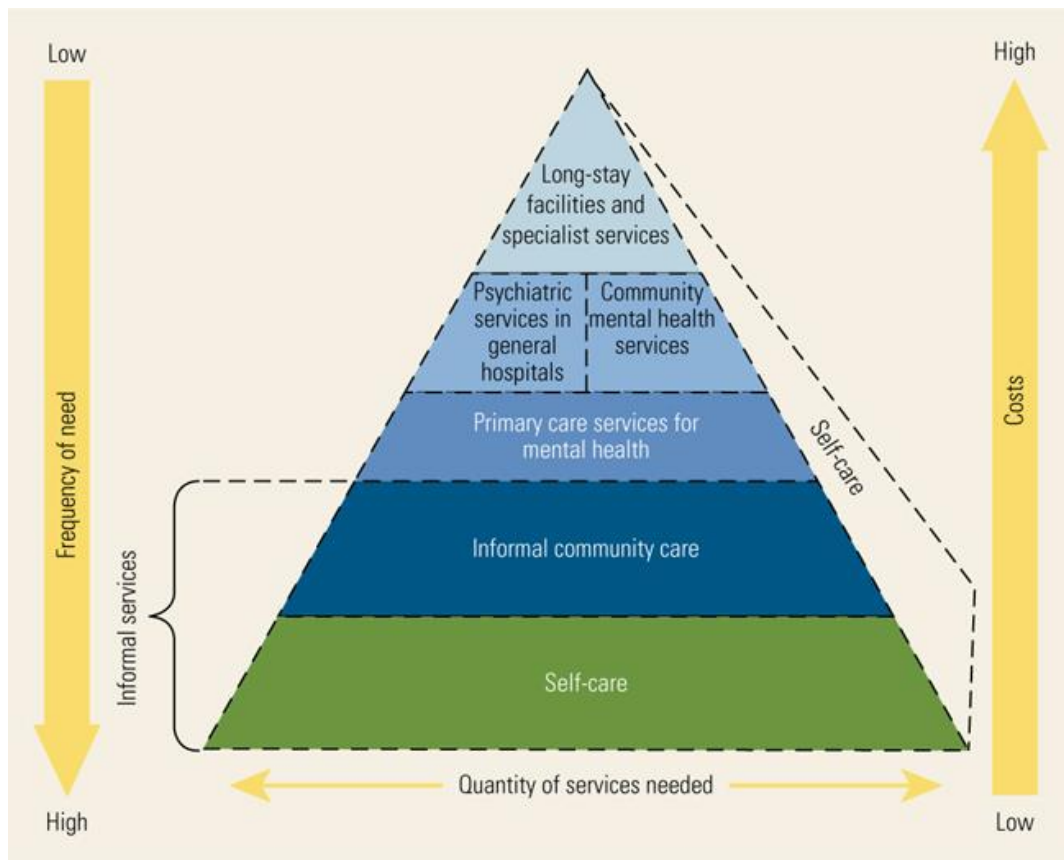 Low
High
Long-stay
facilities and
specialist services
Psychiatric
services in
general
hospitals
Community
mental health
services
Primary care services for
mental health
Self-care
Frequency of need
Costs
Informal services
Informal community care
Self-care
Quantity of services needed
High
Low